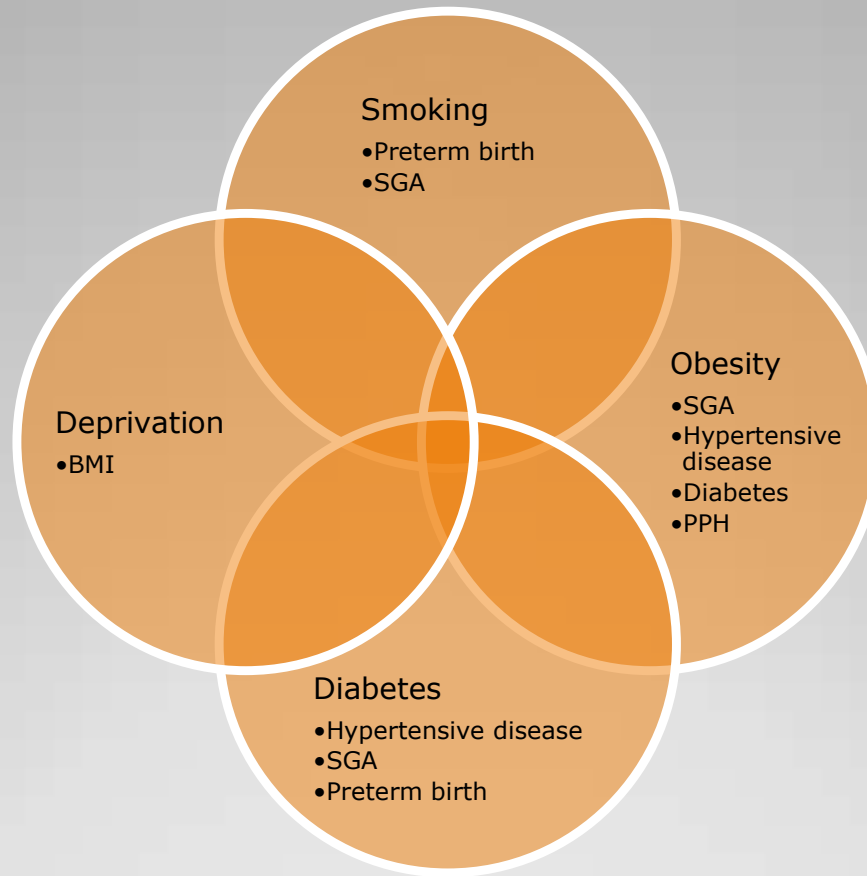 Smoking
•Preterm birth
•SGA
Deprivation
•BMI
Obesity
•SGA
•Hypertensive
disease
•Diabetes
•PPH
Diabetes
•Hypertensive disease
•SGA
•Preterm birth